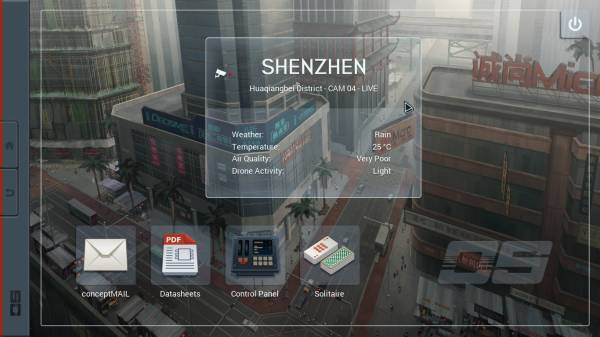 SHENZHEN
Huaqiangbei District - CAM 04 - LIVE
Weather: Rain
Temperature: 25 °C
Air Quality: Very Poor
Drone Activity: Light
PDF
conceptMAIL
Datasheets
Control Panel
Solitaire